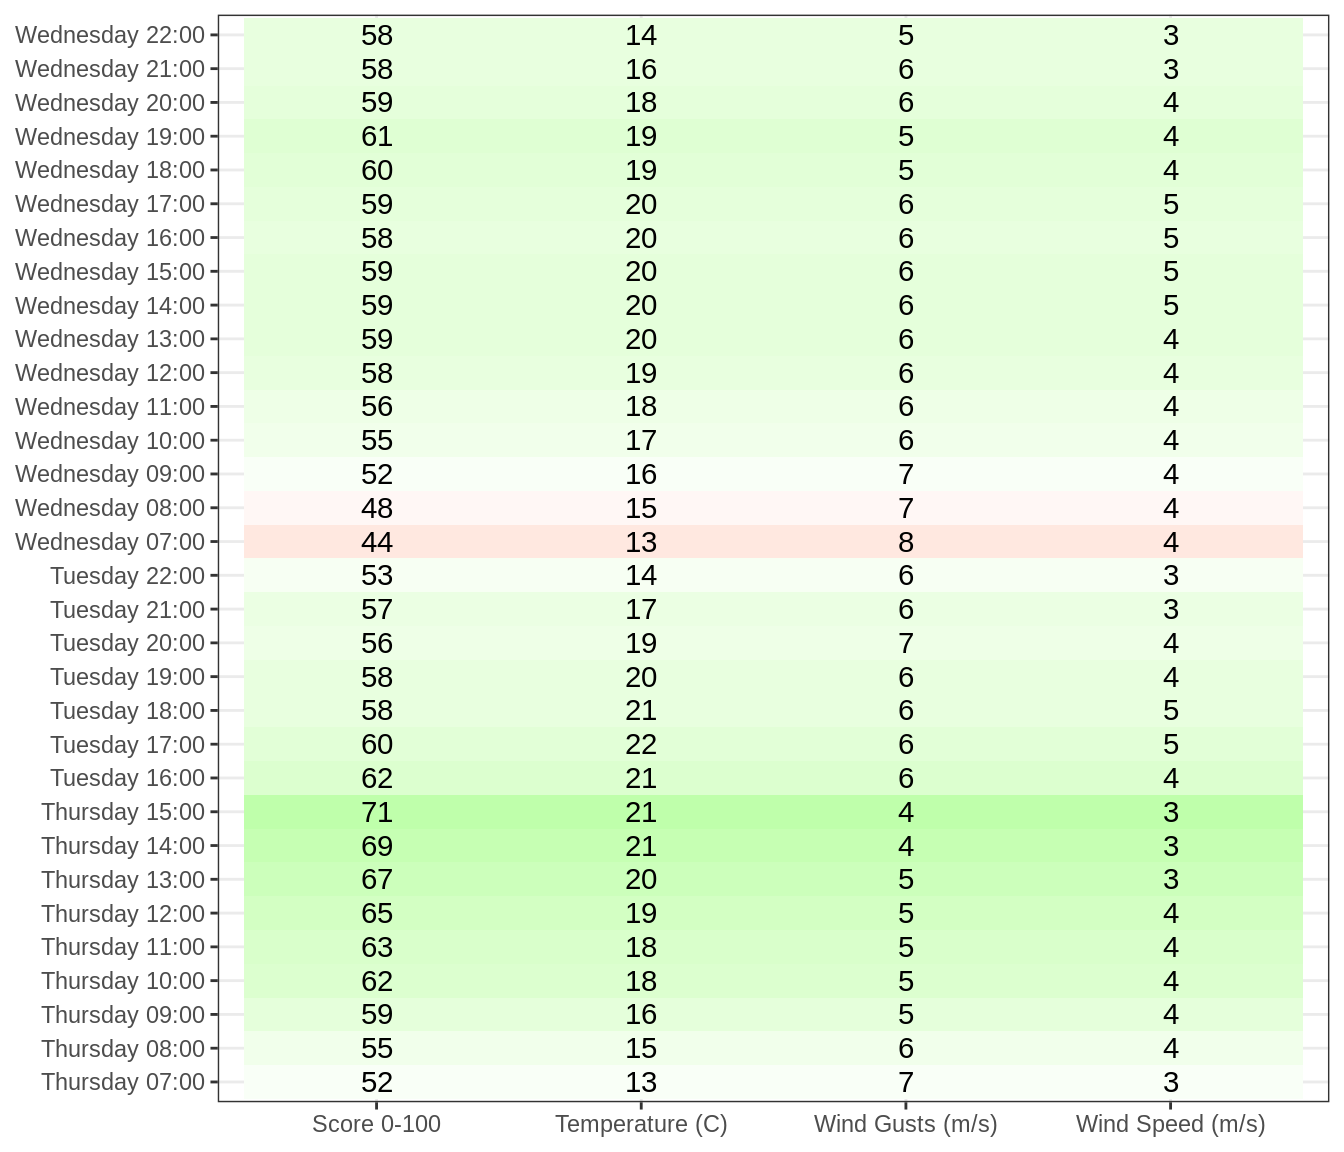 Wednesday 22:00 58 14 5 3
Wednesday 21:00 58 16 6 3
Wednesday 20:00 59 18 6 4
Wednesday 19:00 61 19 5 4
Wednesday 18:00 60 19 5 4
Wednesday 17:00 59 20 6 5
Wednesday 16:00 58 20 6 5
Wednesday 15:00 59 20 6 5
Wednesday 14:00 59 20 6 5
Wednesday 13:00 59 20 6 4
Wednesday 12:00 58 19 6 4
Wednesday 11:00 56 18 6 4
Wednesday 10:00 55 17 6 4
Wednesday 09:00 52 16 7 4
Wednesday 08:00 48 15 7 4
Wednesday 07:00 44 13 8 4
Tuesday 22:00 53 14 6 3
Tuesday 21:00 57 17 6 3
Tuesday 20:00 56 19 7 4
Tuesday 19:00 58 20 6 4
Tuesday 18:00 58 21 6 5
Tuesday 17:00 60 22 6 5
Tuesday 16:00 62 21 6 4
Thursday 15:00 71 21 4 3
Thursday 14:00 69 21 4 3
Thursday 13:00 67 20 5 3
Thursday 12:00 65 19 5 4
Thursday 11:00 63 18 5 4
Thursday 10:00 62 18 5 4
Thursday 09:00 59 16 5 4
Thursday 08:00 55 15 6 4
Thursday 07:00 52 13 7 3
Score 0-100 Temperature (C) Wind Gusts (m/s) Wind Speed (m/s)